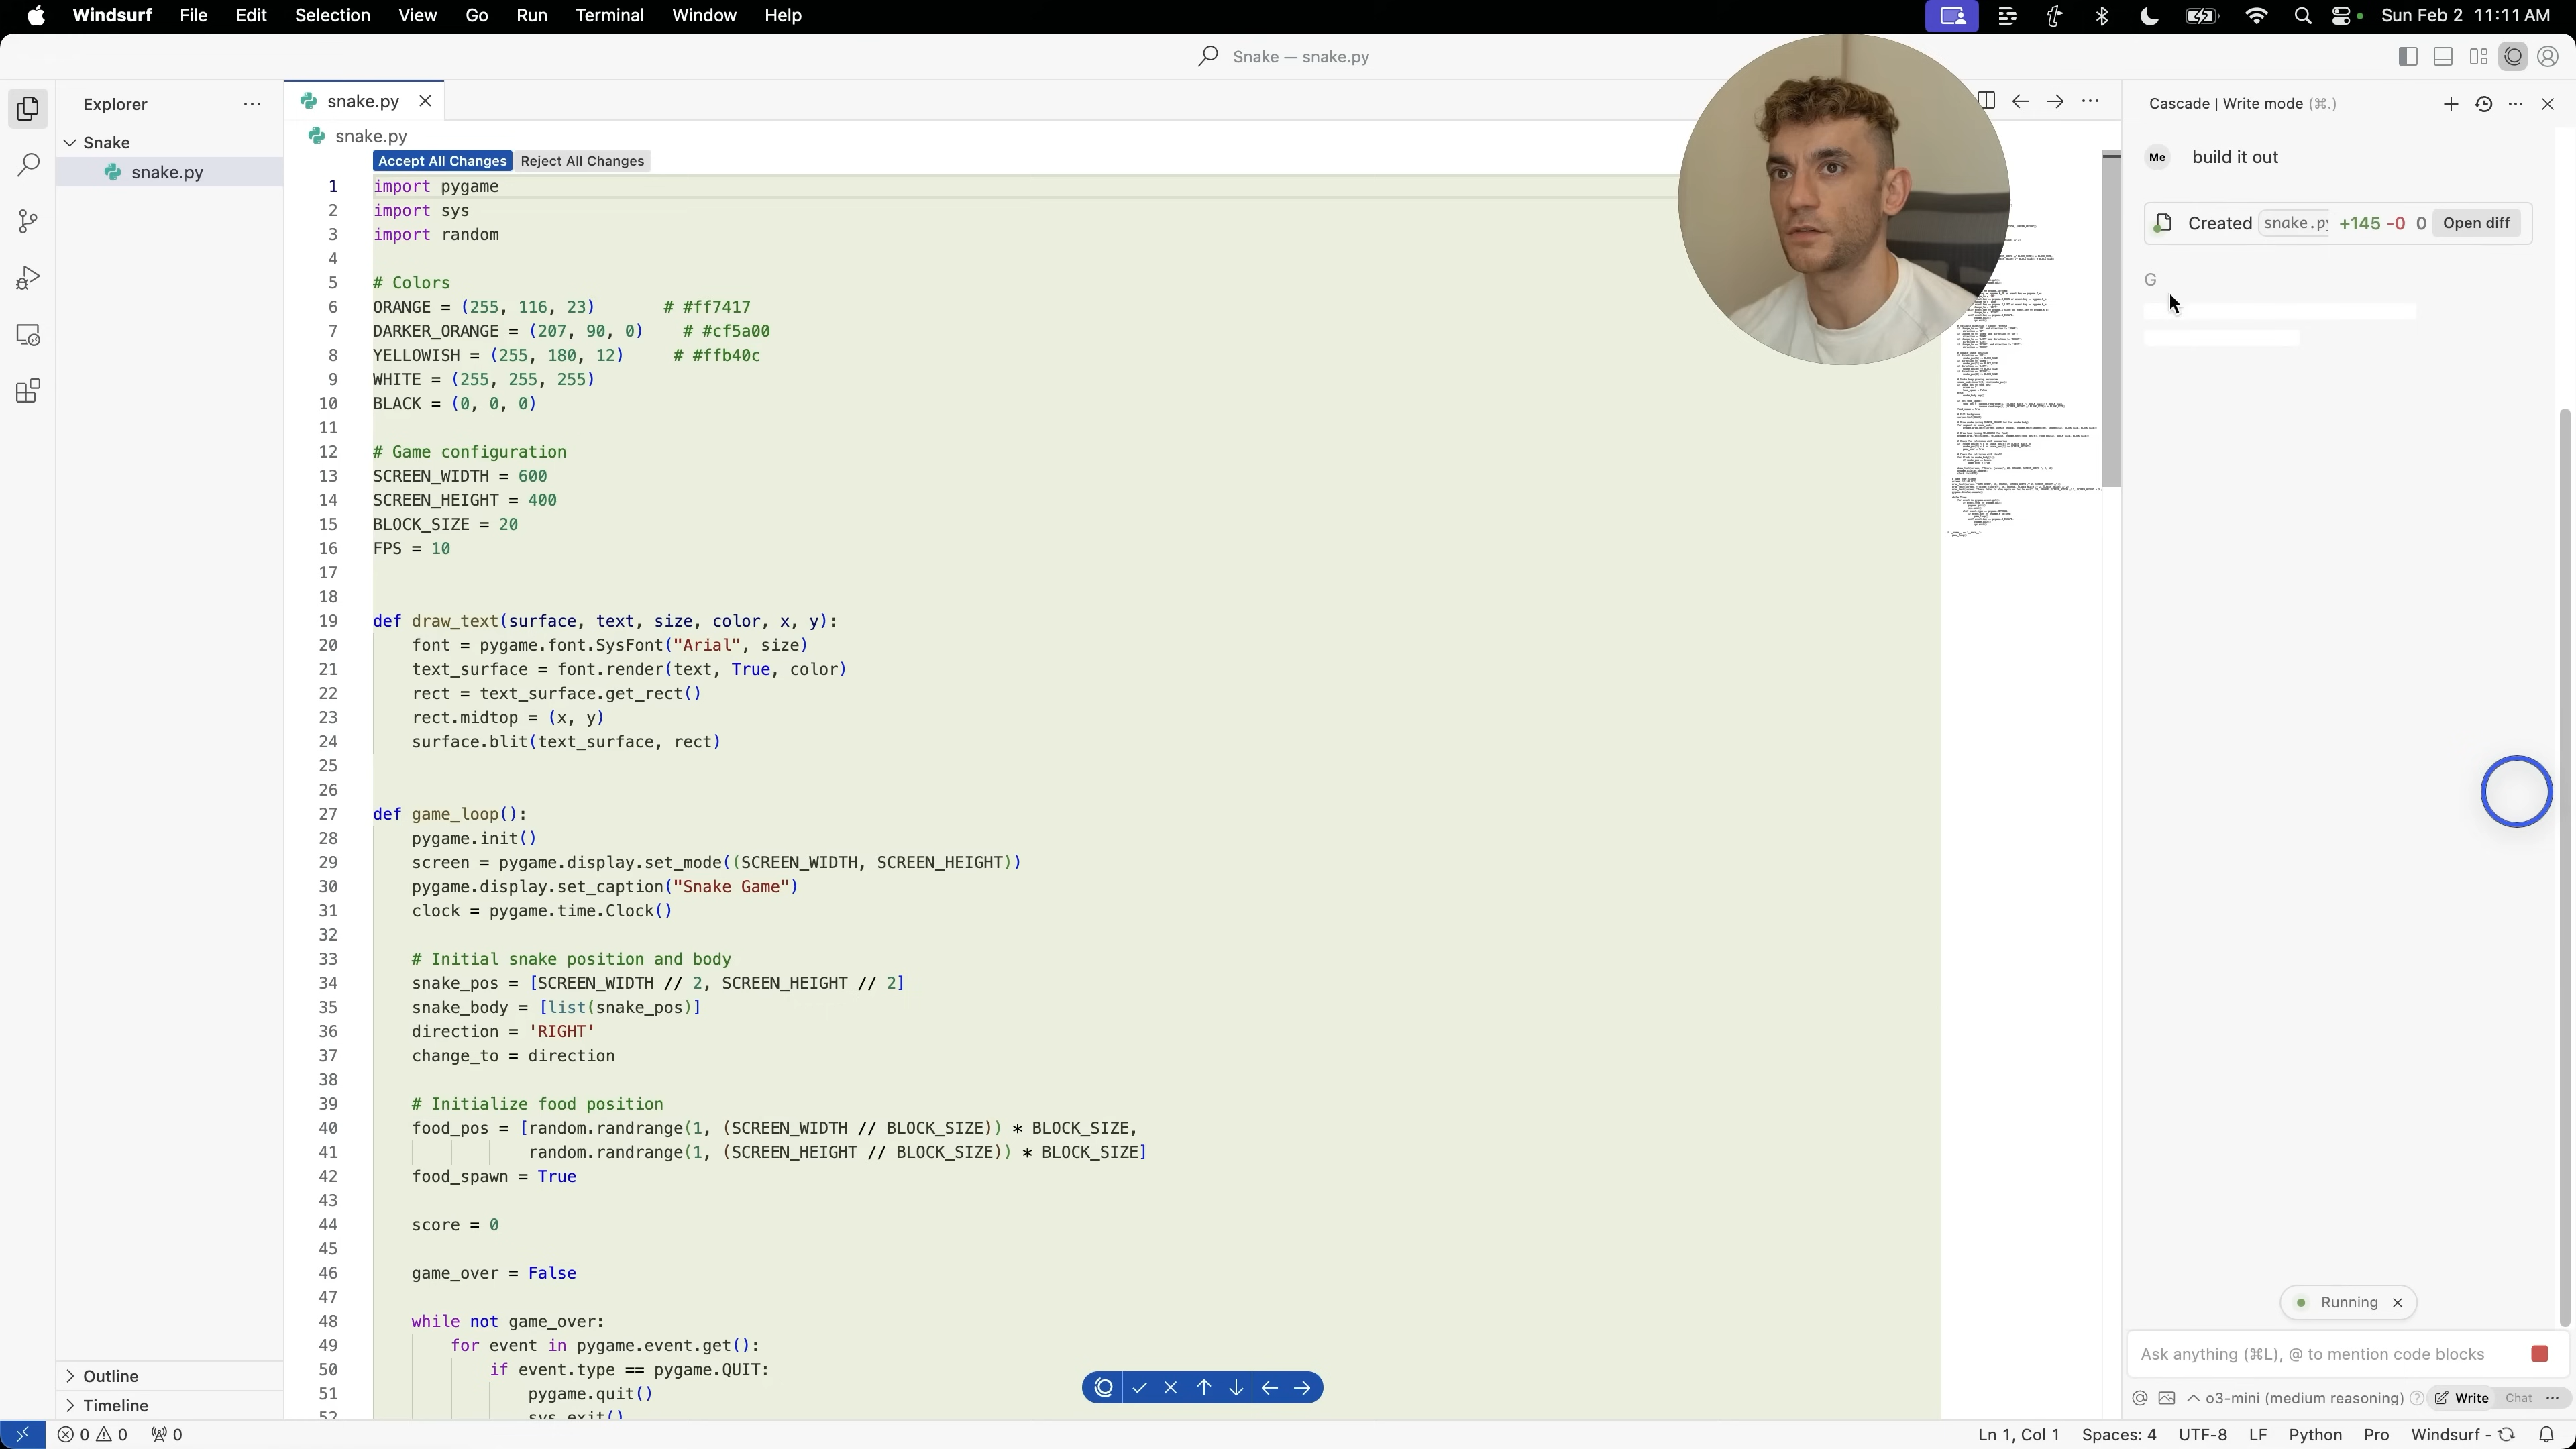 Windsurf File Edit Selection View Go Run Terminal Window Help
Sun Feb 2 11:11 AM
Snake — snake.py
Explorer
Snake
snake.py
snake.py
snake.py
Accept All Changes Reject All Changes
1 import pygame
2 import sys
3 import random
4
5 # Colors
6 ORANGE = (255, 116, 23) # #ff7417
7 DARKER_ORANGE = (207, 90, 0) # #cf5a00
8 YELLOWISH = (255, 180, 12) # #ffb40c
9 WHITE = (255, 255, 255)
10 BLACK = (0, 0, 0)
11
12 # Game configuration
13 SCREEN_WIDTH = 600
14 SCREEN_HEIGHT = 400
15 BLOCK_SIZE = 20
16 FPS = 10
17
18
19 def draw_text(surface, text, size, color, x, y):
20 font = pygame.font.SysFont("Arial", size)
21 text_surface = font.render(text, True, color)
22 rect = text_surface.get_rect()
23 rect.midtop = (x, y)
24 surface.blit(text_surface, rect)
25
26
27 def game_loop():
28 pygame.init()
29 screen = pygame.display.set_mode((SCREEN_WIDTH, SCREEN_HEIGHT))
30 pygame.display.set_caption("Snake Game")
31 clock = pygame.time.Clock()
32
33 # Initial snake position and body
34 snake_pos = [SCREEN_WIDTH // 2, SCREEN_HEIGHT // 2]
35 snake_body = [list(snake_pos)]
36 direction = 'RIGHT'
37 change_to = direction
38
39 # Initialize food position
40 food_pos = [random.randrange(1, (SCREEN_WIDTH // BLOCK_SIZE)) * BLOCK_SIZE,
41 random.randrange(1, (SCREEN_HEIGHT // BLOCK_SIZE)) * BLOCK_SIZE]
42 food_spawn = True
43
44 score = 0
45
46 game_over = False
47
48 while not game_over:
49 for event in pygame.event.get():
50 if event.type == pygame.QUIT:
51 pygame.quit()
52 sys.exit()
Outline
Timeline
Cascade | Write mode (⌘.)
Me build it out
Created snake.py +145 -0 0 Open diff
G
Running
Ask anything (⌘L), @ to mention code blocks
o3-mini (medium reasoning) Write Chat
0 0 0
Ln 1, Col 1 Spaces: 4 UTF-8 LF Python Pro Windsurf -